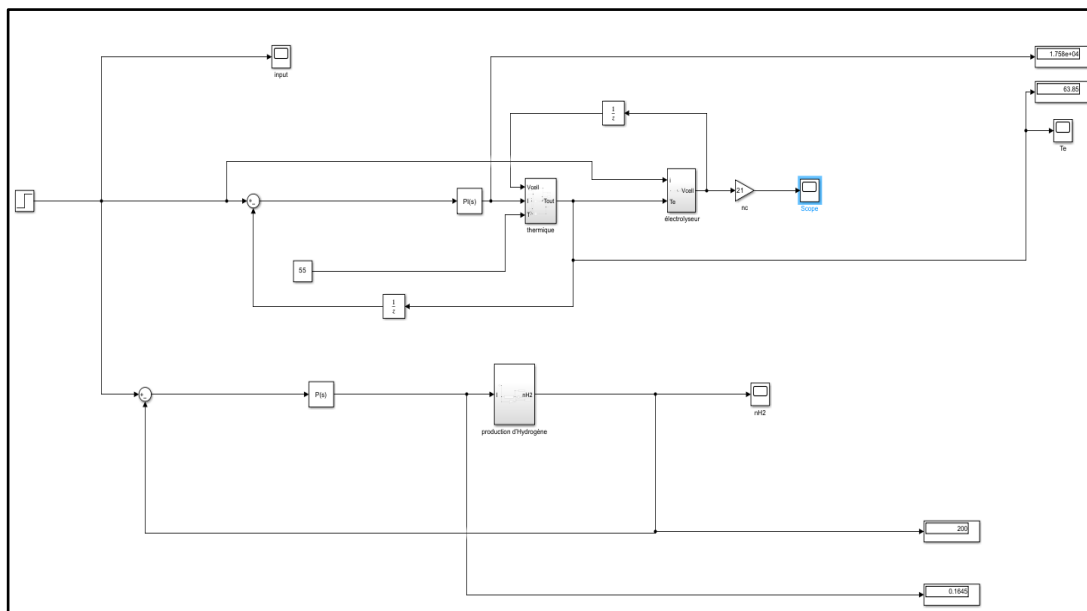 1.758e+04
input
63.85
Te
1
z
Vcell
I
T
Tout
thermique
PI(s)
i
Te
Vceli
électrolyseur
21
nc
Scope
55
1
z
P(s)
I
nH2
production d'Hydrogène
nH2
200
0.1645